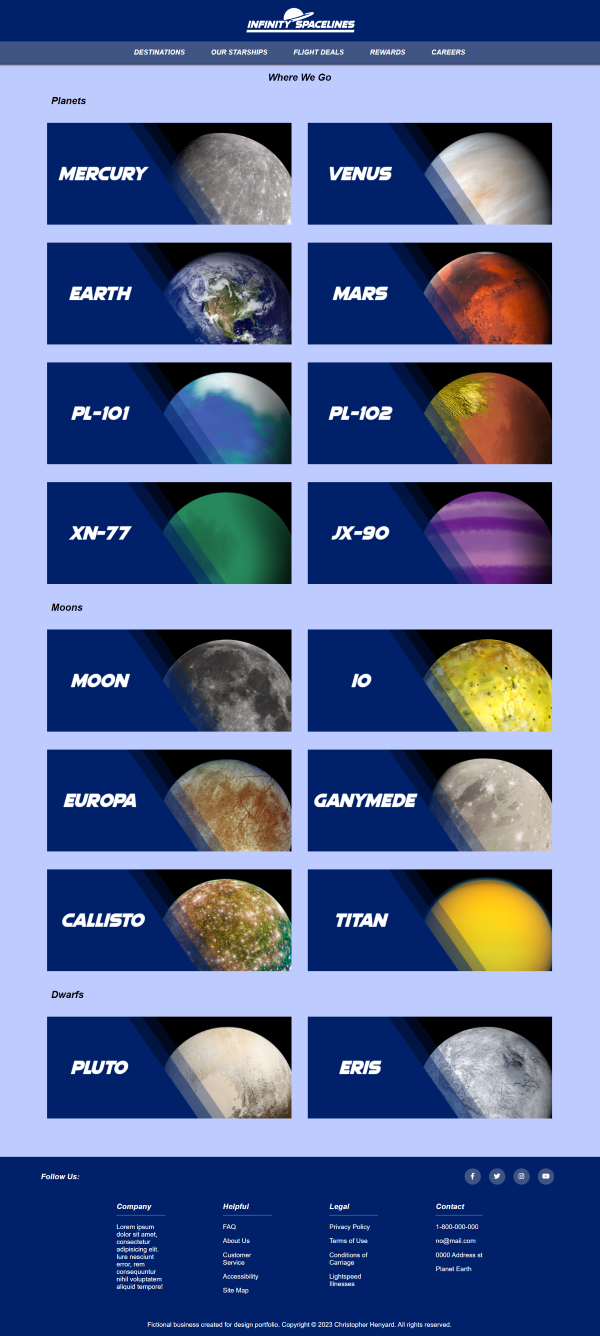 INFINITY SPACELINES
DESTINATIONS OUR STARSHIPS FLIGHT DEALS REWARDS CAREERS
Where We Go
Planets
MERCURY
VENUS
EARTH
MARS
PL-101
PL-102
XN-77
JX-90
Moons
MOON
IO
EUROPA
GANYMEDE
CALLISTO
TITAN
Dwarfs
PLUTO
ERIS
Follow Us:
Company
Lorem ipsum
dolor sit amet,
consectetur
adipisicing elit.
Iure nesciunt
error, rem
consequuntur
nihil voluptatem
aliquid tempore!
Helpful
FAQ
About Us
Customer
Service
Accessibility
Site Map
Legal
Privacy Policy
Terms of Use
Conditions of
Carriage
Lightspeed
Illnesses
Contact
1-800-000-000
no@mail.com
0000 Address st
Planet Earth
Fictional business created for design portfolio. Copyright © 2023 Christopher Henyard. All rights reserved.